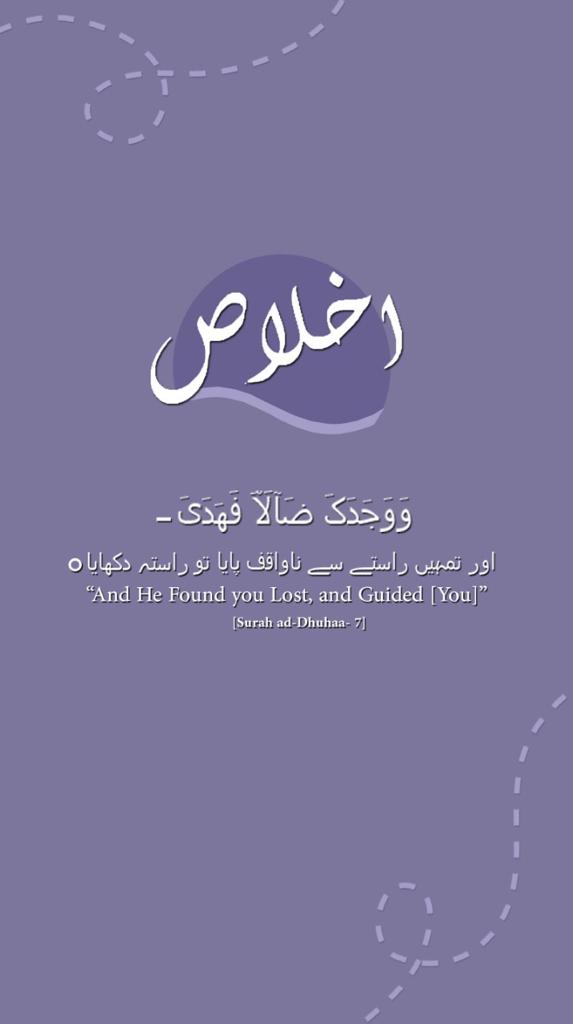 اخلاص
وَوَجَدَکَ ضَآلّاَ فَهَدَیَ ـ
اور تمہیں راستے سے ناواقف پایا تو راستہ دکھایا
“And He Found you Lost, and Guided [You]”
[Surah ad-Dhuhaa- 7]